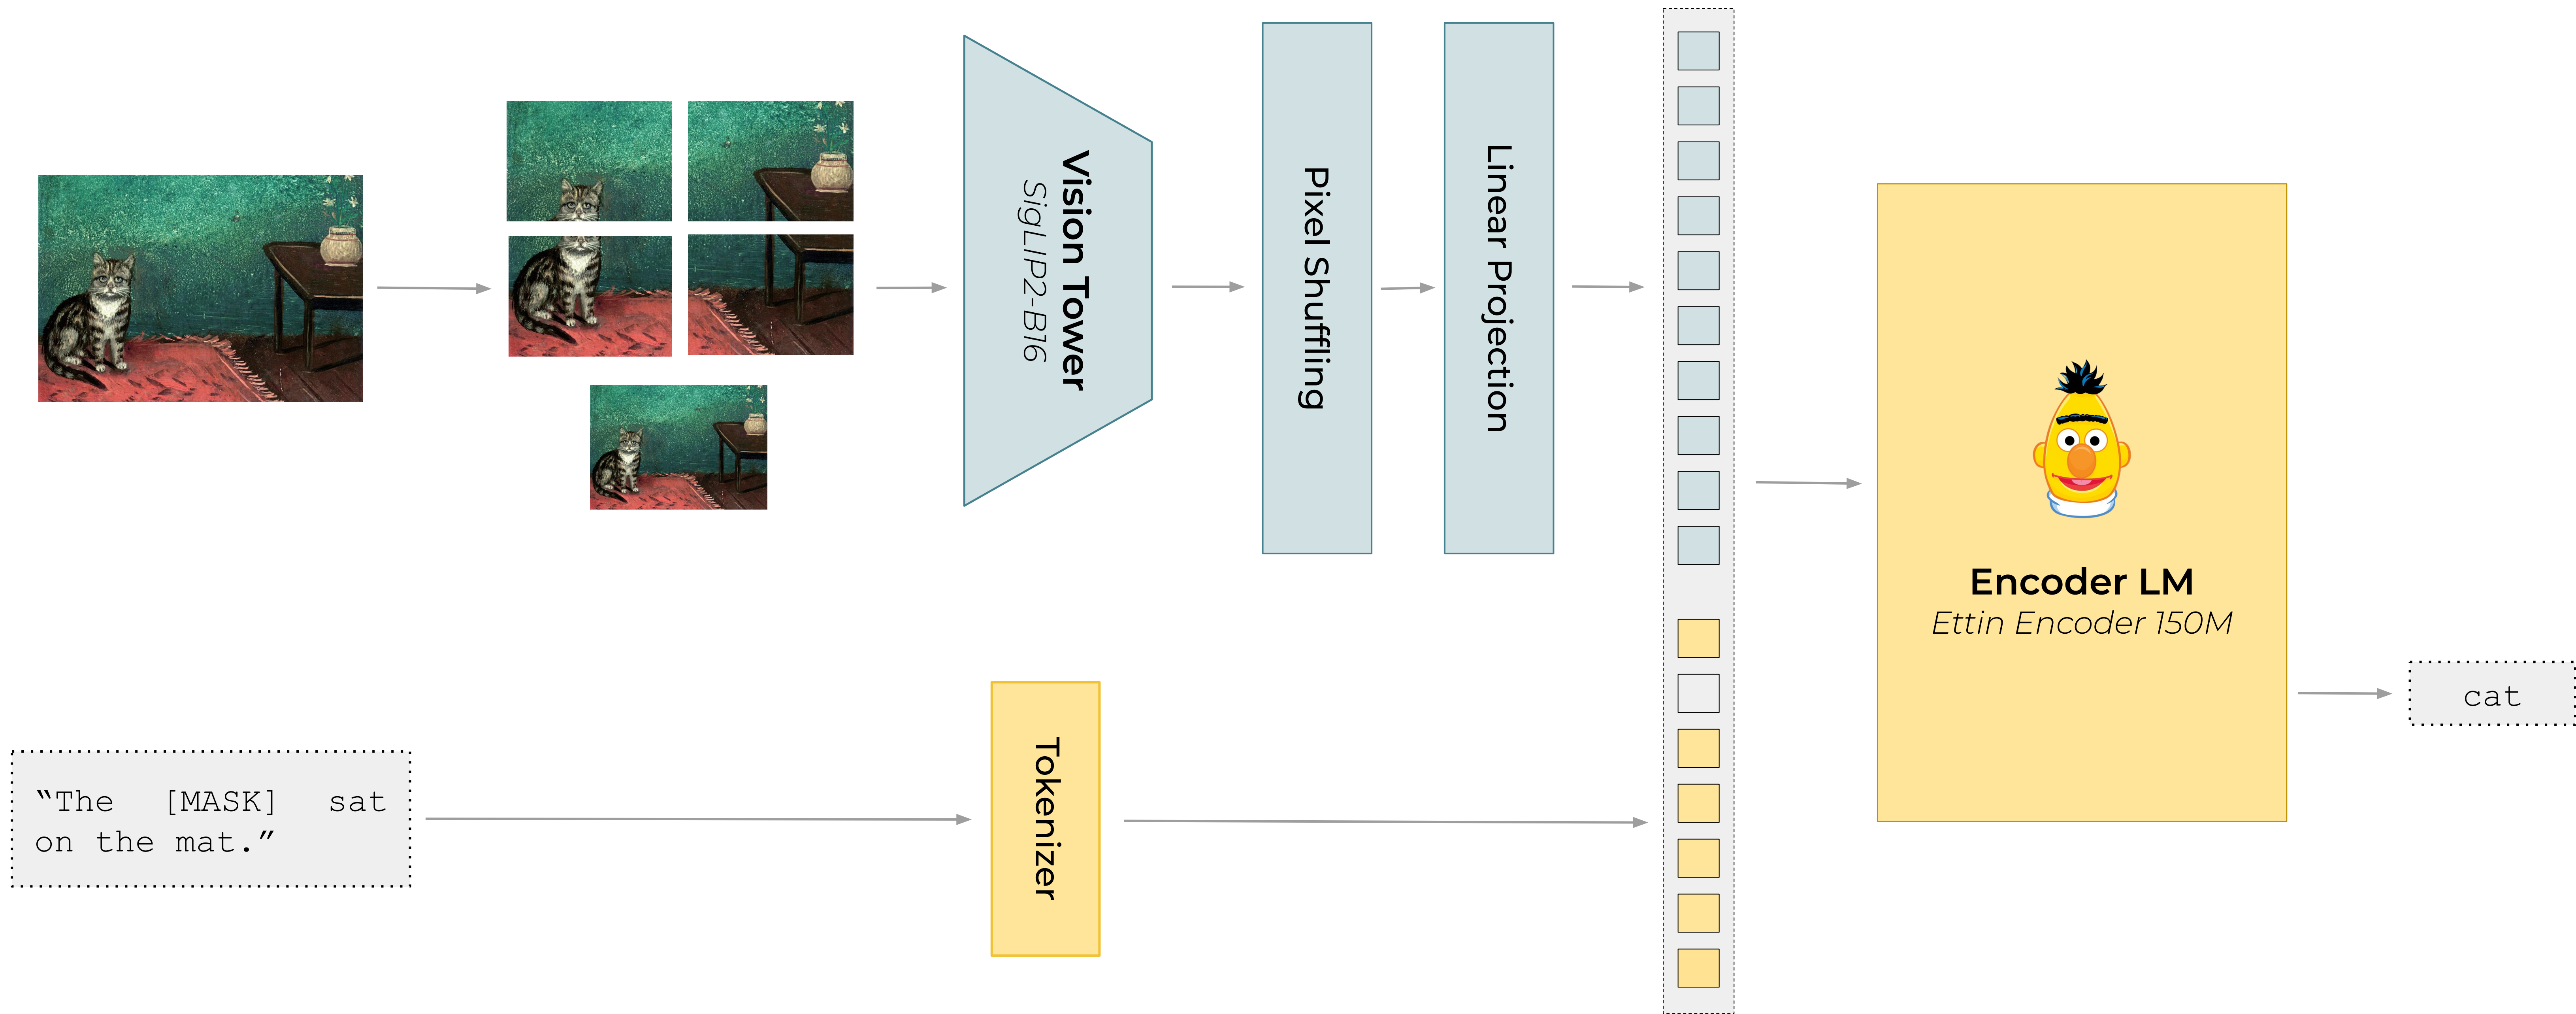 Vision Tower
SigLIP2-B16
Pixel Shuffling
Linear Projection
Encoder LM
Ettin Encoder 150M
cat
Tokenizer
“The [MASK] sat
on the mat.”